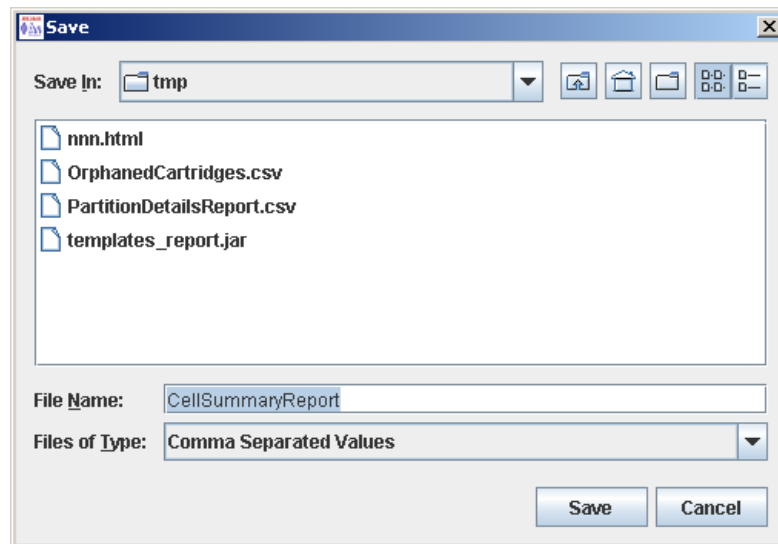 Save
Save In: tmp
nnn.html
OrphanedCartridges.csv
PartitionDetailsReport.csv
templates_report.jar
File Name: CellSummaryReport
Files of Type: Comma Separated Values
Save Cancel